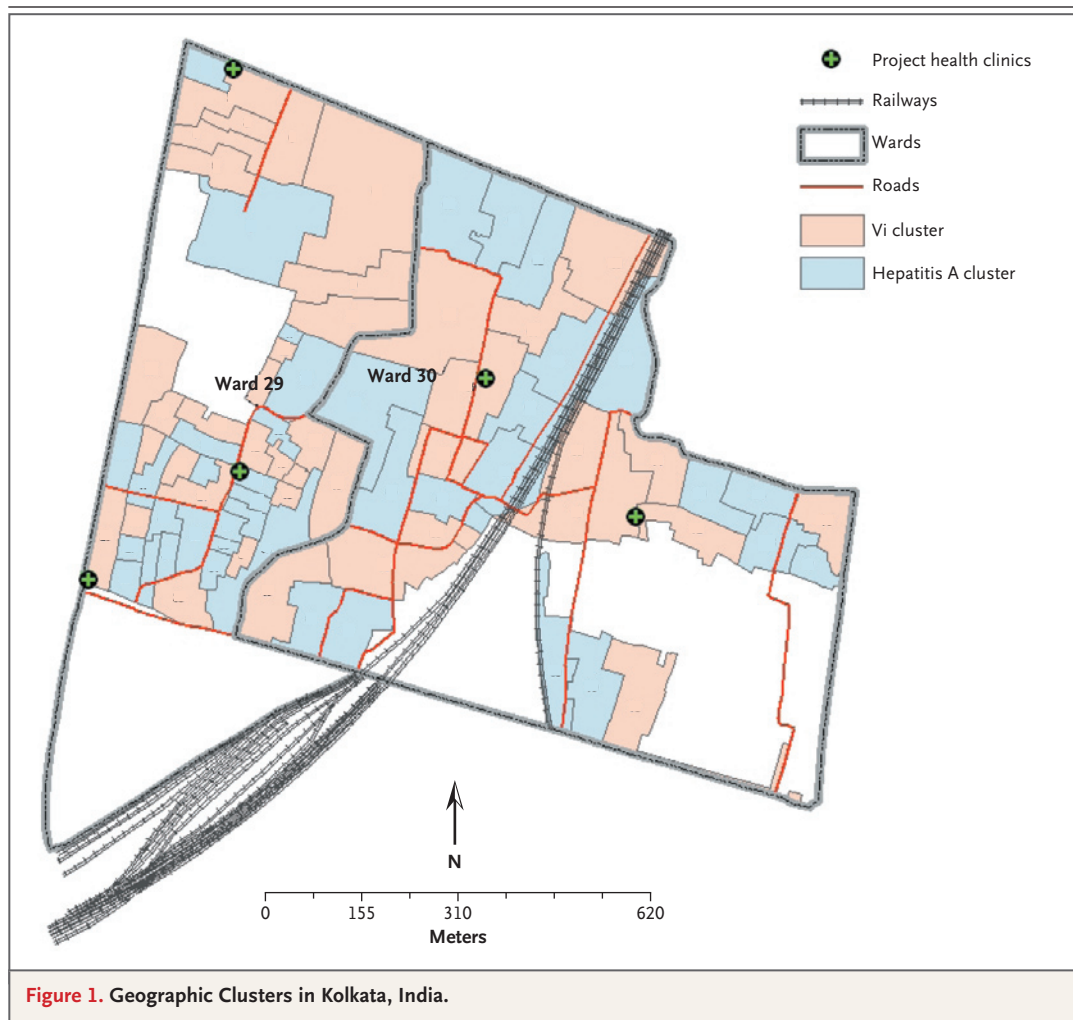 Project health clinics
Railways
Wards
Roads
Vi cluster
Hepatitis A cluster
Ward 29
Ward 30
N
0 155 310 620
Meters
Figure 1. Geographic Clusters in Kolkata, India.